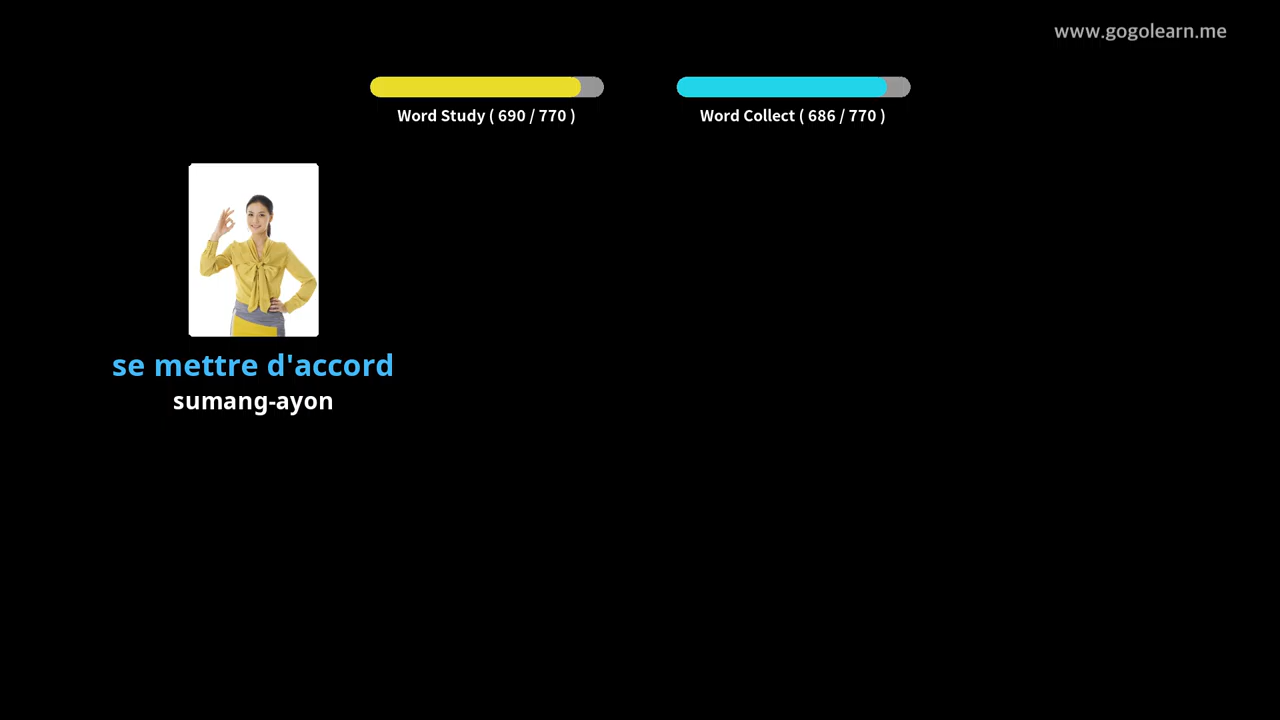 www.gogolearn.me
Word Study ( 690 / 770 )
Word Collect ( 686 / 770 )
se mettre d'accord
sumang-ayon